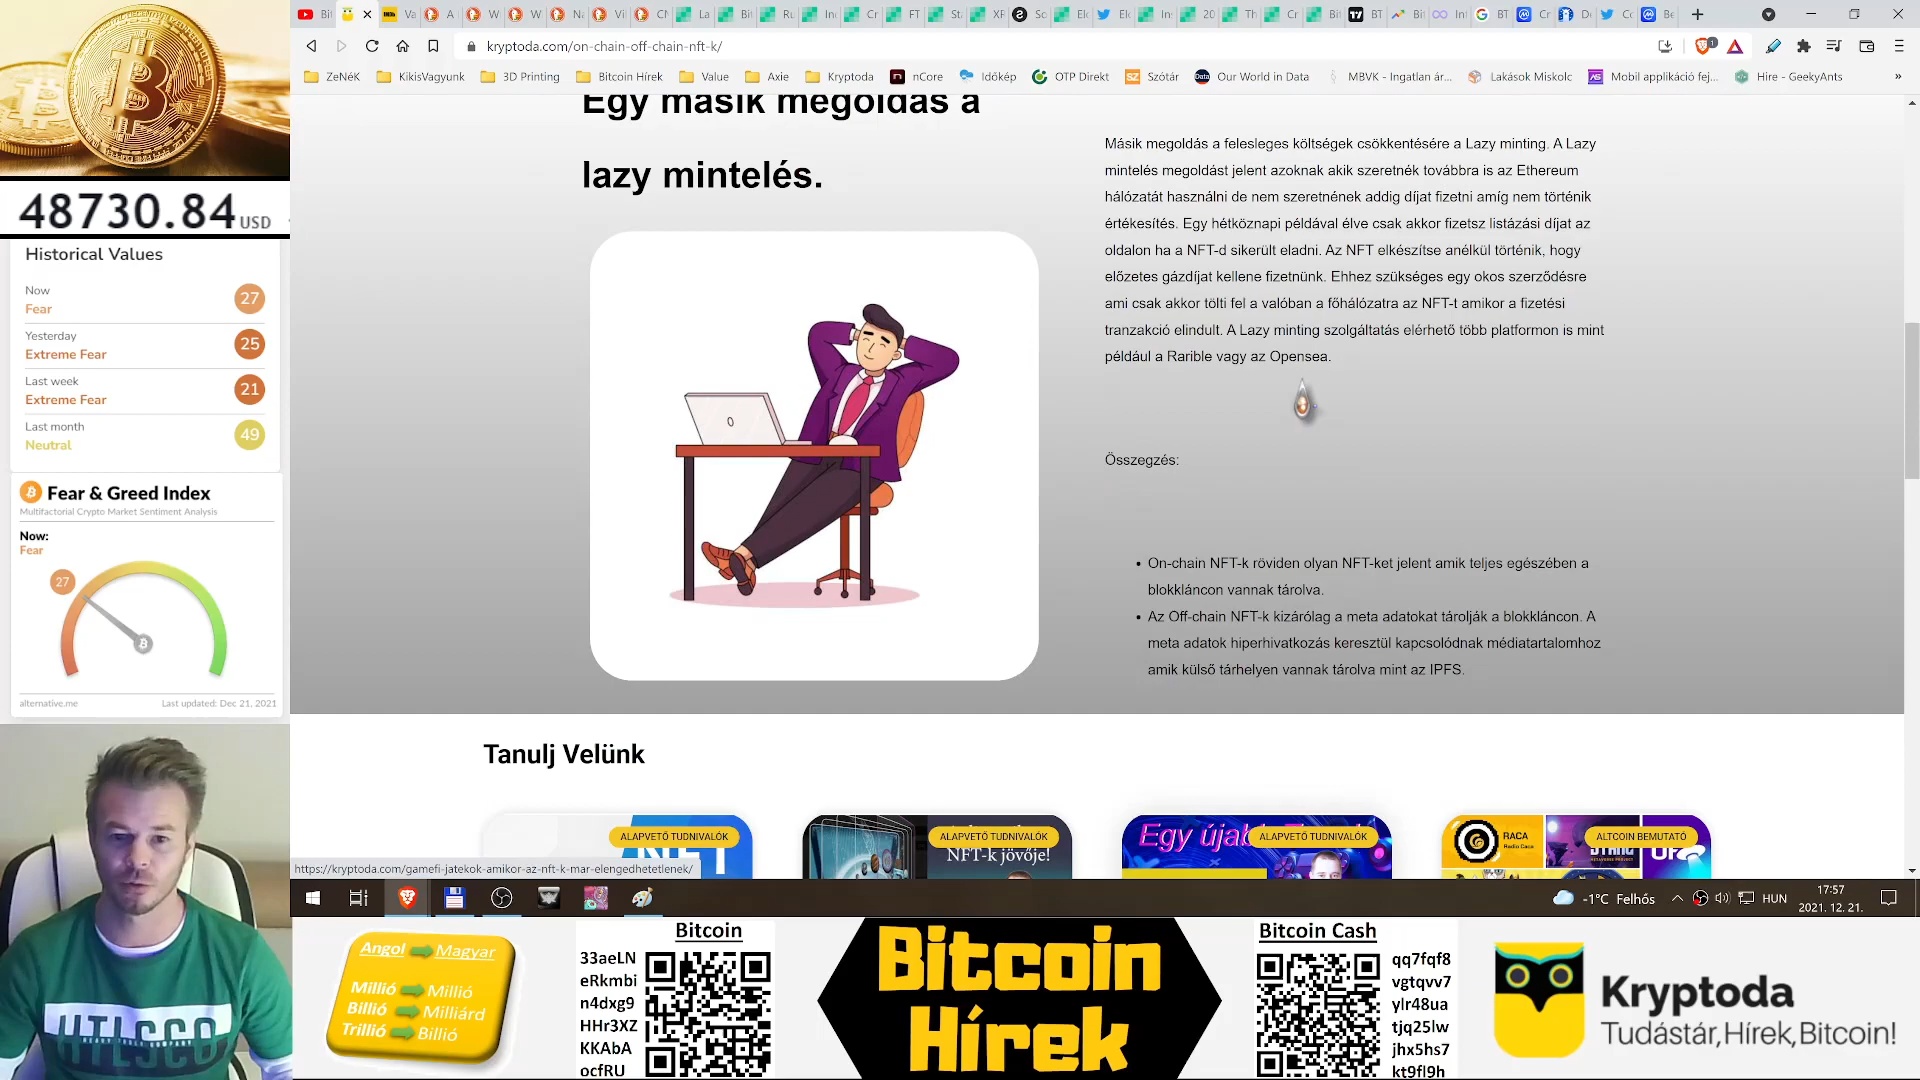 48730.84 USD
Historical Values
Now
Fear
27
Yesterday
Extreme Fear
25
Last week
Extreme Fear
21
Last month
Neutral
49
Fear & Greed Index
Multifactorial Crypto Market Sentiment Analysis
Now:
Fear
27
alternative.me
Last updated: Dec 21, 2021
kryptoda.com/on-chain-off-chain-nft-k/
ZeNéK
KikisVagyunk
3D Printing
Bitcoin Hírek
Value
Axie
Kryptoda
nCore
Időkép
OTP Direkt
Szótár
Our World in Data
MBVK - Ingatlan ár...
Lakások Miskolc
Mobil applikáció fej...
Hire - GeekyAnts
Egy másik megoldás a
lazy mintelés.
Másik megoldás a felesleges költségek csökkentésére a Lazy minting. A Lazy
mintelés megoldást jelent azoknak akik szeretnék továbbra is az Ethereum
hálózatát használni de nem szeretnének addig díjat fizetni amíg nem történik
értékesítés. Egy hétköznapi példával élve csak akkor fizetsz listázási díjat az
oldalon ha a NFT-d sikerült eladni. Az NFT elkészítse anélkül történik, hogy
előzetes gázdíjat kellene fizetnünk. Ehhez szükséges egy okos szerződésre
ami csak akkor tölti fel a valóban a főhálózatra az NFT-t amikor a fizetési
tranzakció elindult. A Lazy minting szolgáltatás elérhető több platformon is mint
például a Rarible vagy az Opensea.
Összegzés:
• On-chain NFT-k röviden olyan NFT-ket jelent amik teljes egészében a
blokkláncon vannak tárolva.
• Az Off-chain NFT-k kizárólag a meta adatokat tárolják a blokkláncon. A
meta adatok hiperhivatkozás keresztül kapcsolódnak médiatartalomhoz
amik külső tárhelyen vannak tárolva mint az IPFS.
Tanulj Velünk
ALAPVETŐ TUDNIVALÓK
ALAPVETŐ TUDNIVALÓK
NFT-k jövője!
Egy újabb
ALAPVETŐ TUDNIVALÓK
RACA
Radio Caca
ALTCOIN BEMUTATÓ
https://kryptoda.com/gamefi-jatekok-amikor-az-nft-k-mar-elengedhetetlenek/
-1°C Felhős
HUN
17:57
2021. 12. 21.
Angol Magyar
Millió Millió
Billió Milliárd
Trillió Billió
Bitcoin
33aeLN
eRkmbi
n4dxg9
HHr3XZ
KKAbA
ocfRU
Bitcoin
Hírek
Bitcoin Cash
qq7fqf8
vgtqvv7
ylr48ua
tjq25lw
jhx5hs7
kt9fl9h
Kryptoda
Tudástár,Hírek,Bitcoin!